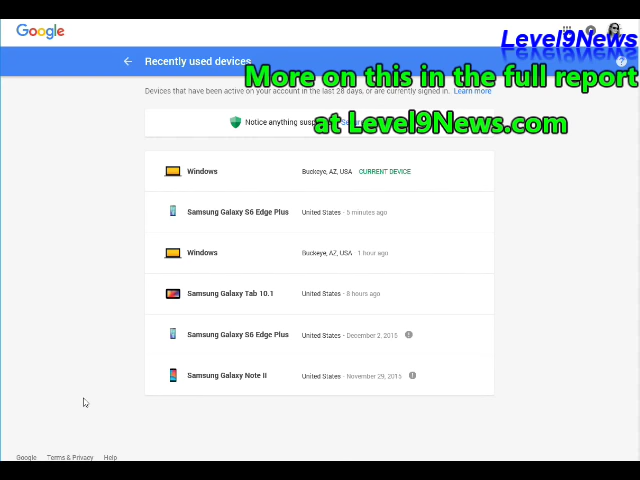 Google
Level9News
Recently used devices
More on this in the full report
Devices that have been active on your account in the last 28 days, or are currently signed in. Learn more
Notice anything
at Level9News.com
Windows Buckeye, AZ, USA CURRENT DEVICE
Samsung Galaxy S6 Edge Plus United States - 5 minutes ago
Windows Buckeye, AZ, USA - 1 hour ago
Samsung Galaxy Tab 10.1 United States - 8 hours ago
Samsung Galaxy S6 Edge Plus United States - December 2, 2015
Samsung Galaxy Note II United States - November 29, 2015
Google Terms & Privacy Help